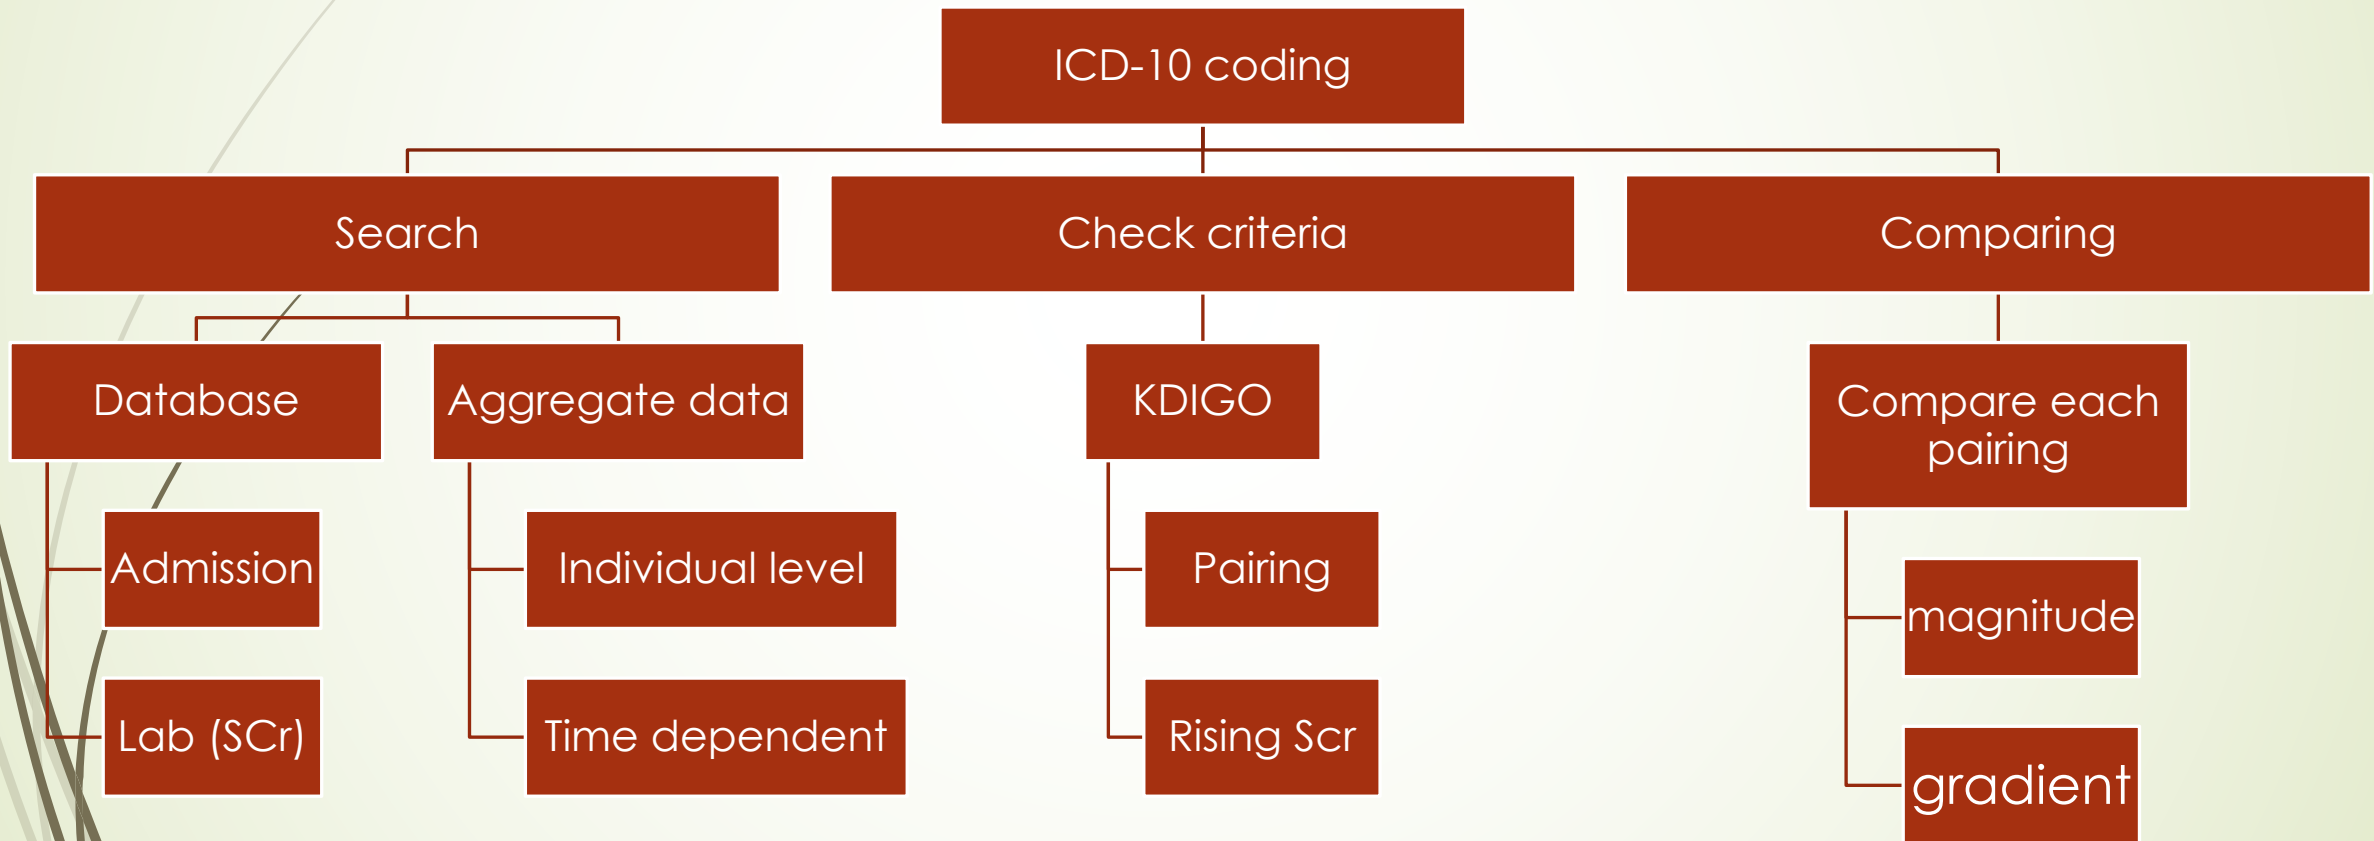 ICD-10 coding
Search
Check criteria
Comparing
Database
Aggregate data
KDIGO
Compare each
pairing
Admission
Individual level
Pairing
magnitude
Lab (SCr)
Time dependent
Rising Scr
gradient